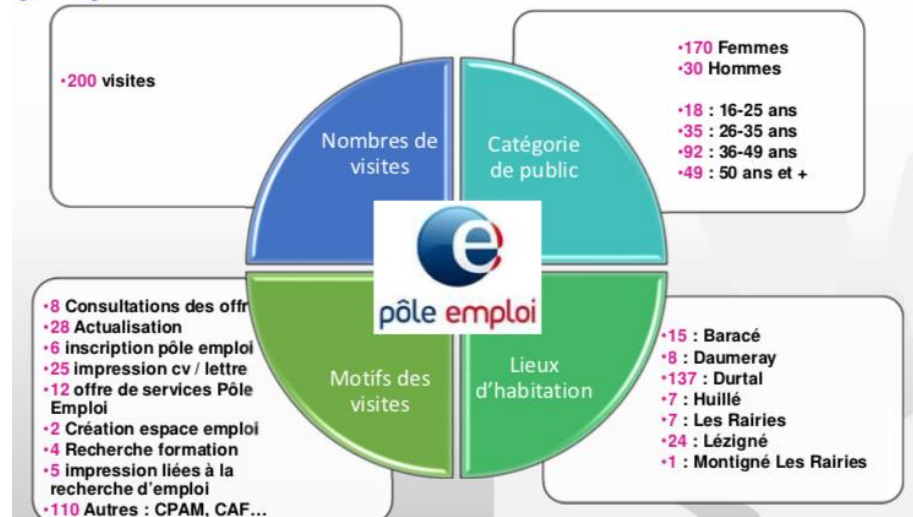 •200 visites
Nombres de
visites
Catégorie
de public
•170 Femmes
•30 Hommes
•18 : 16-25 ans
•35 : 26-35 ans
•92 : 36-49 ans
•49 : 50 ans et +
e
pôle emploi
•8 Consultations des offr
•28 Actualisation
•6 inscription pôle emploi
•25 impression cv / lettre
•12 offre de services Pôle
Emploi
•2 Création espace emploi
•4 Recherche formation
•5 impression liées à la
recherche d’emploi
•110 Autres : CPAM, CAF…
Motifs des
visites
Lieux
d’habitation
•15 : Baracé
•8 : Daumeray
•137 : Durtal
•7 : Huillé
•7 : Les Rairies
•24 : Lézigné
•1 : Montigné Les Rairies